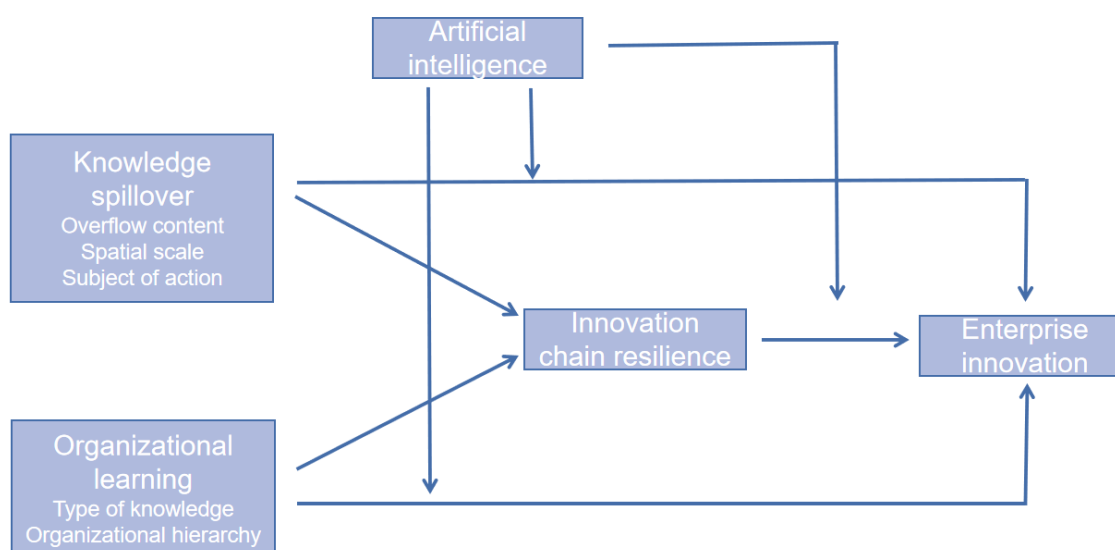 Artificial
intelligence
Knowledge
spillover
Overflow content
Spatial scale
Subject of action
Innovation
chain resilience
Enterprise
innovation
Organizational
learning
Type of knowledge
Organizational hierarchy